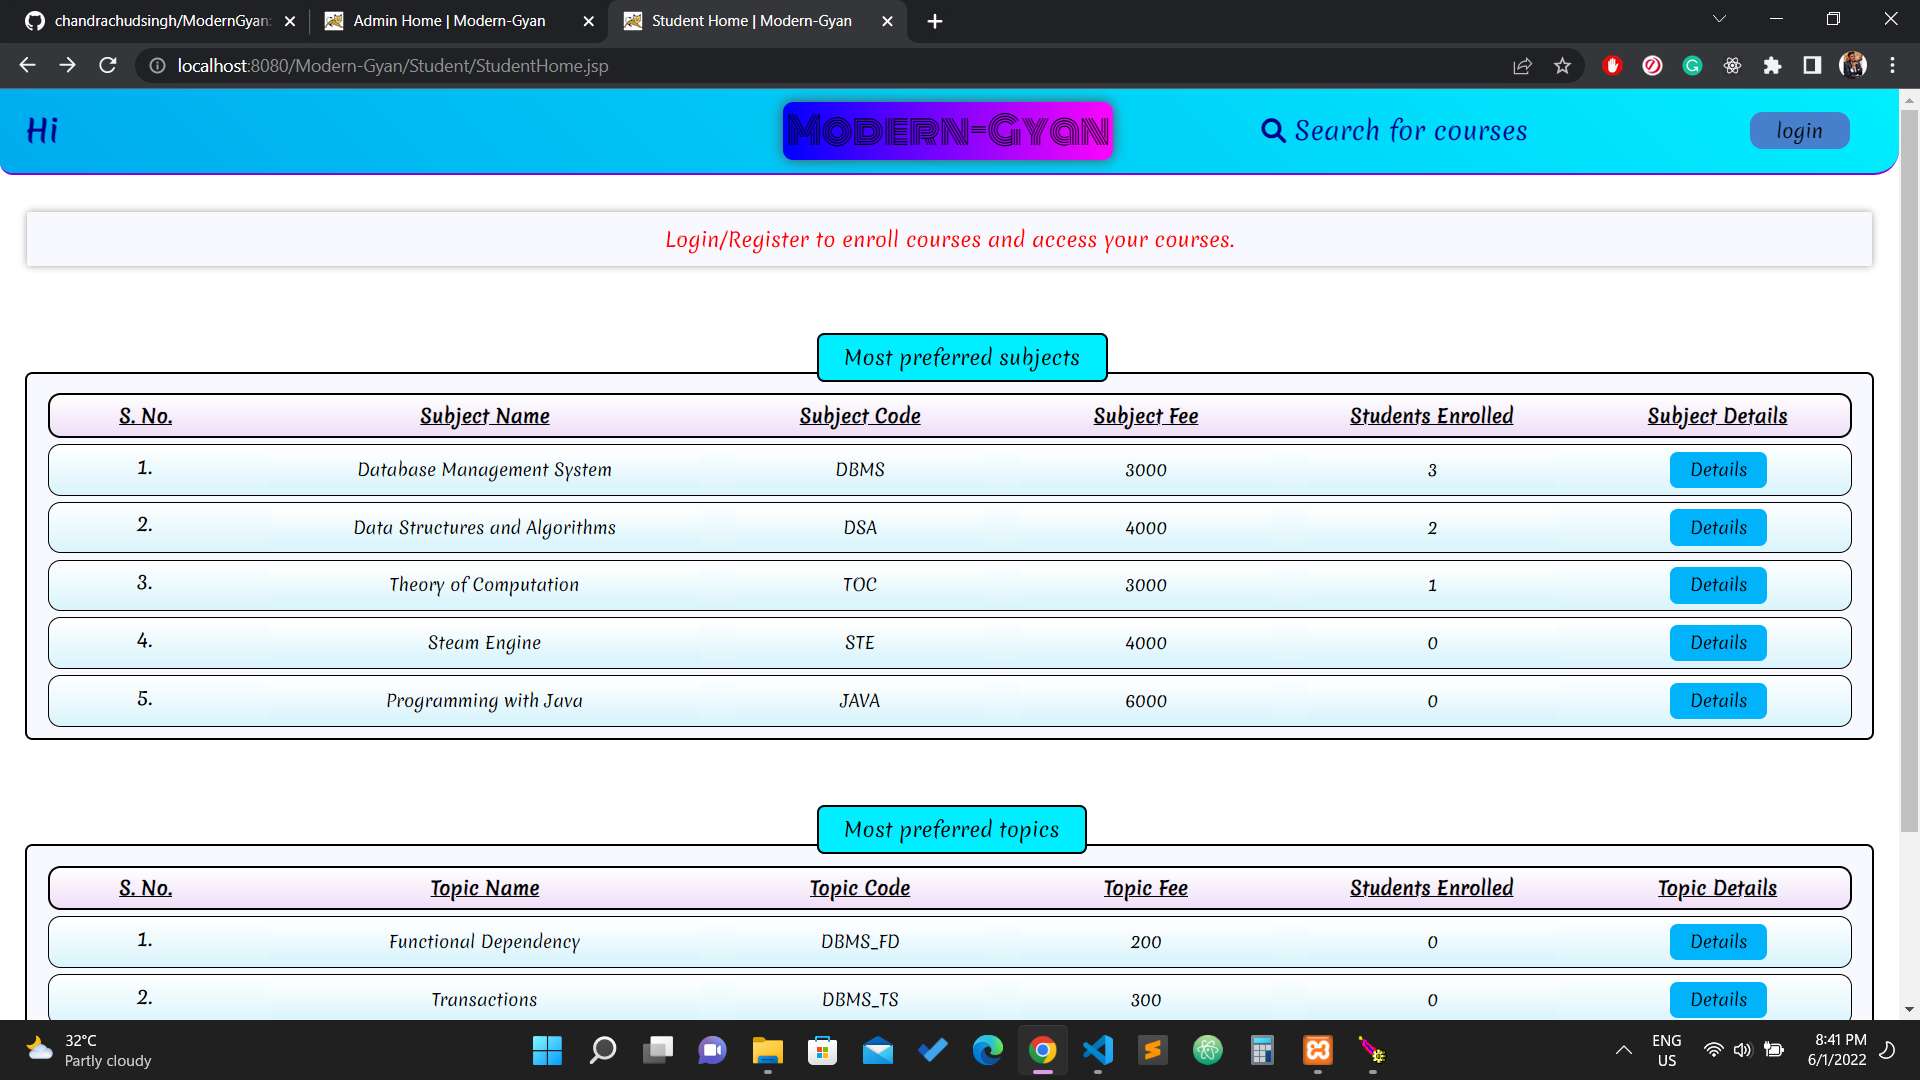 chandrachudsingh/ModernGyan:
Admin Home | Modern-Gyan
Student Home | Modern-Gyan
localhost:8080/Modern-Gyan/Student/StudentHome.jsp
Hi
Modern-Gyan
Search for courses
login
Login/Register to enroll courses and access your courses.
Most preferred subjects
S. No. Subject Name Subject Code Subject Fee Students Enrolled Subject Details
1. Database Management System DBMS 3000 3 Details
2. Data Structures and Algorithms DSA 4000 2 Details
3. Theory of Computation TOC 3000 1 Details
4. Steam Engine STE 4000 0 Details
5. Programming with Java JAVA 6000 0 Details
Most preferred topics
S. No. Topic Name Topic Code Topic Fee Students Enrolled Topic Details
1. Functional Dependency DBMS_FD 200 0 Details
2. Transactions DBMS_TS 300 0 Details
32°C
Partly cloudy
ENG
US
8:41 PM
6/1/2022